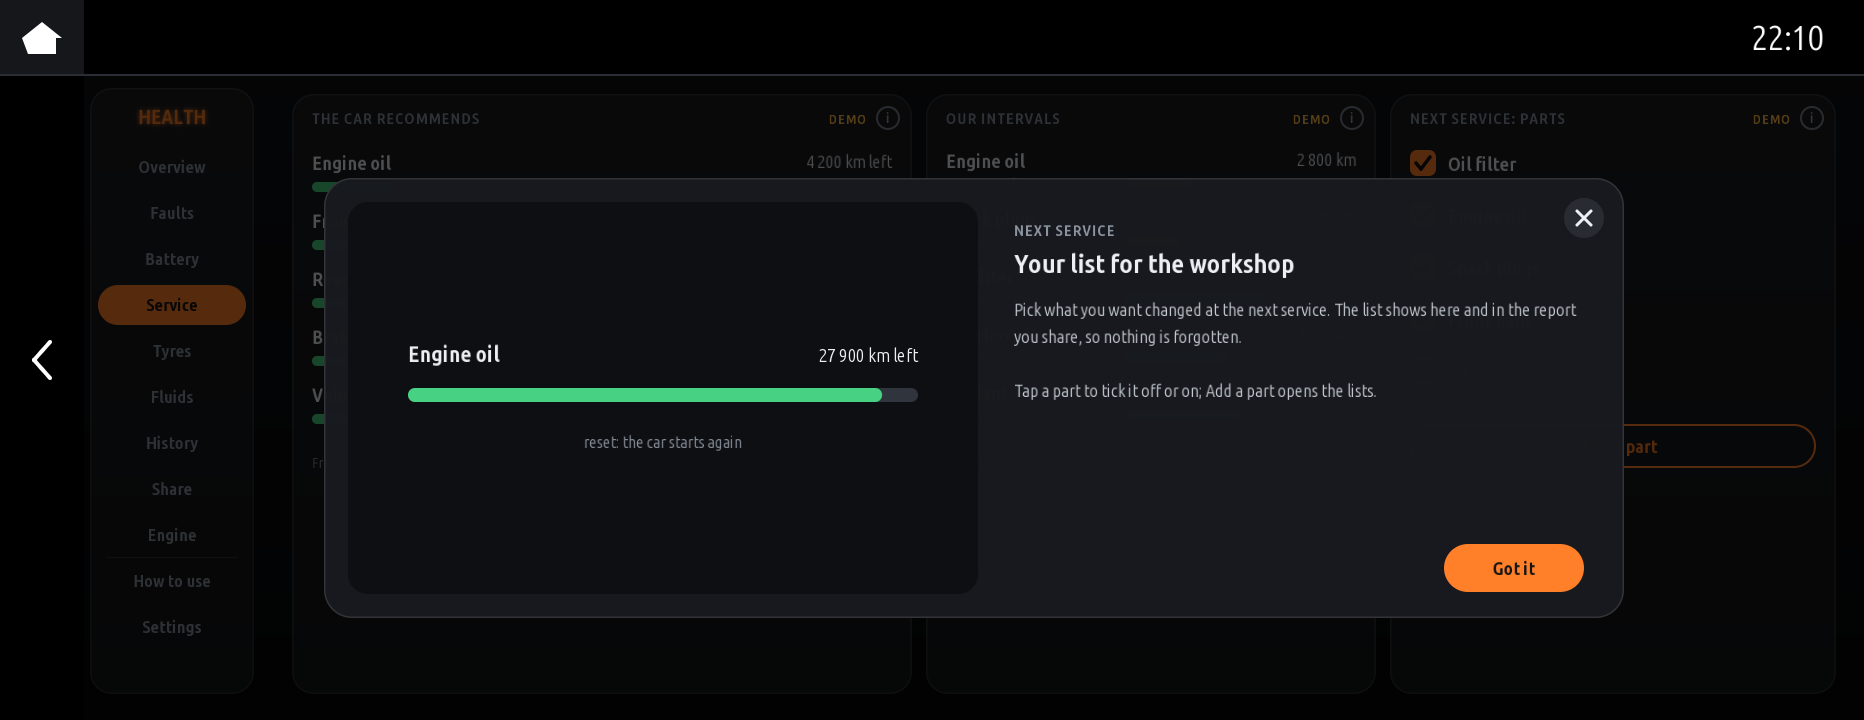 22:10
HEALTH
Overview
Faults
Battery
Service
Tyres
Fluids
History
Share
Engine
How to use
Settings
THE CAR RECOMMENDS
DEMO
i
Engine oil
4 200 km left
OUR INTERVALS
DEMO
i
Engine oil
2 800 km
NEXT SERVICE: PARTS
DEMO
i
Oil filter
part
Engine oil
27 900 km left
reset: the car starts again
NEXT SERVICE
Your list for the workshop
Pick what you want changed at the next service. The list shows here and in the report
you share, so nothing is forgotten.
Tap a part to tick it off or on; Add a part opens the lists.
Got it